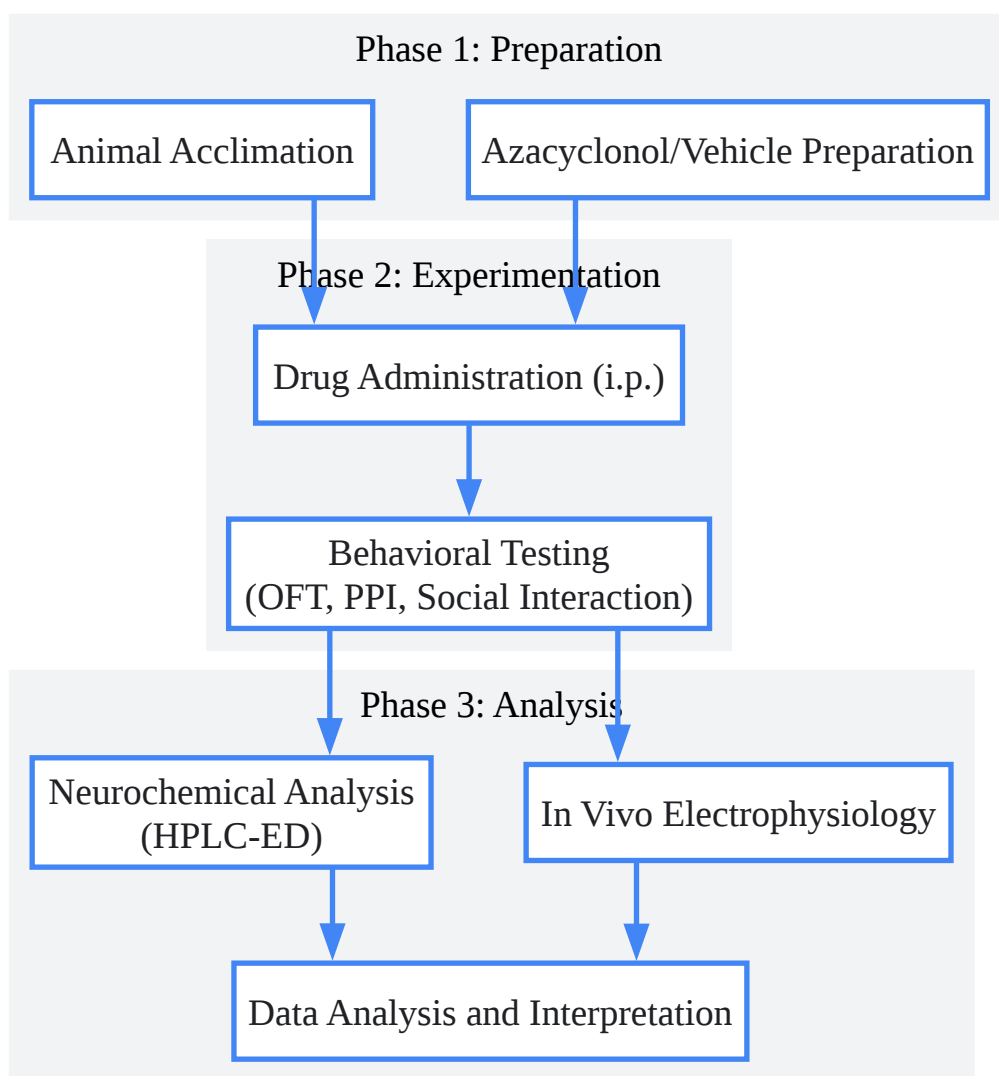 Phase 1: Preparation
Animal Acclimation
Azacyclonol/Vehicle Preparation
Phase 2: Experimentation
Drug Administration (i.p.)
Behavioral Testing
(OFT, PPI, Social Interaction)
Phase 3: Analysis
Neurochemical Analysis
(HPLC-ED)
In Vivo Electrophysiology
Data Analysis and Interpretation